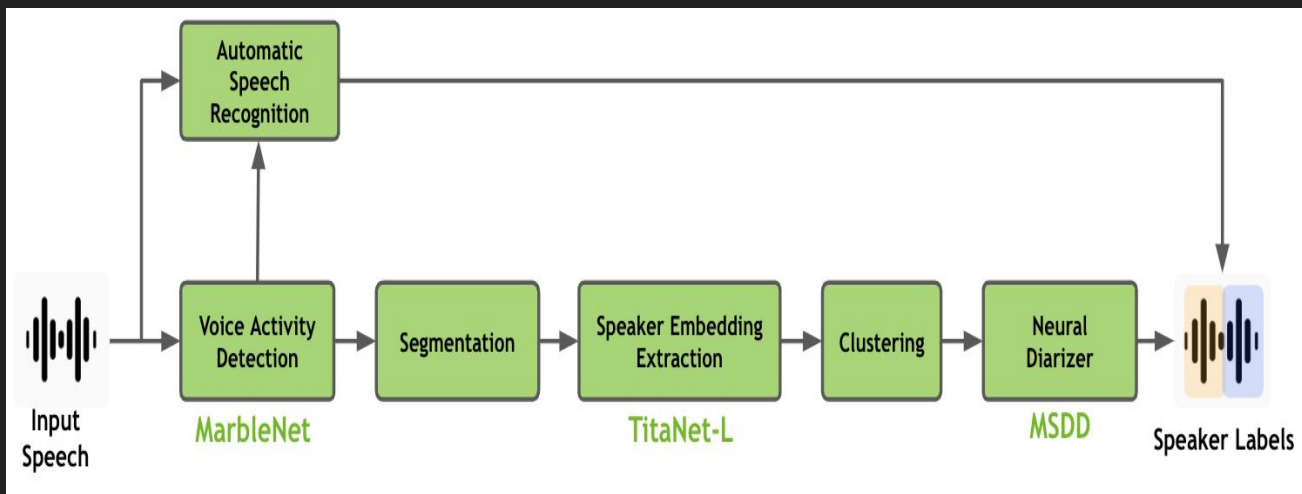 Automatic
Speech
Recognition
Input
Speech
Voice Activity
Detection
MarbleNet
Segmentation
Speaker Embedding
Extraction
TitaNet-L
Clustering
Neural
Diarizer
MSDD
Speaker Labels